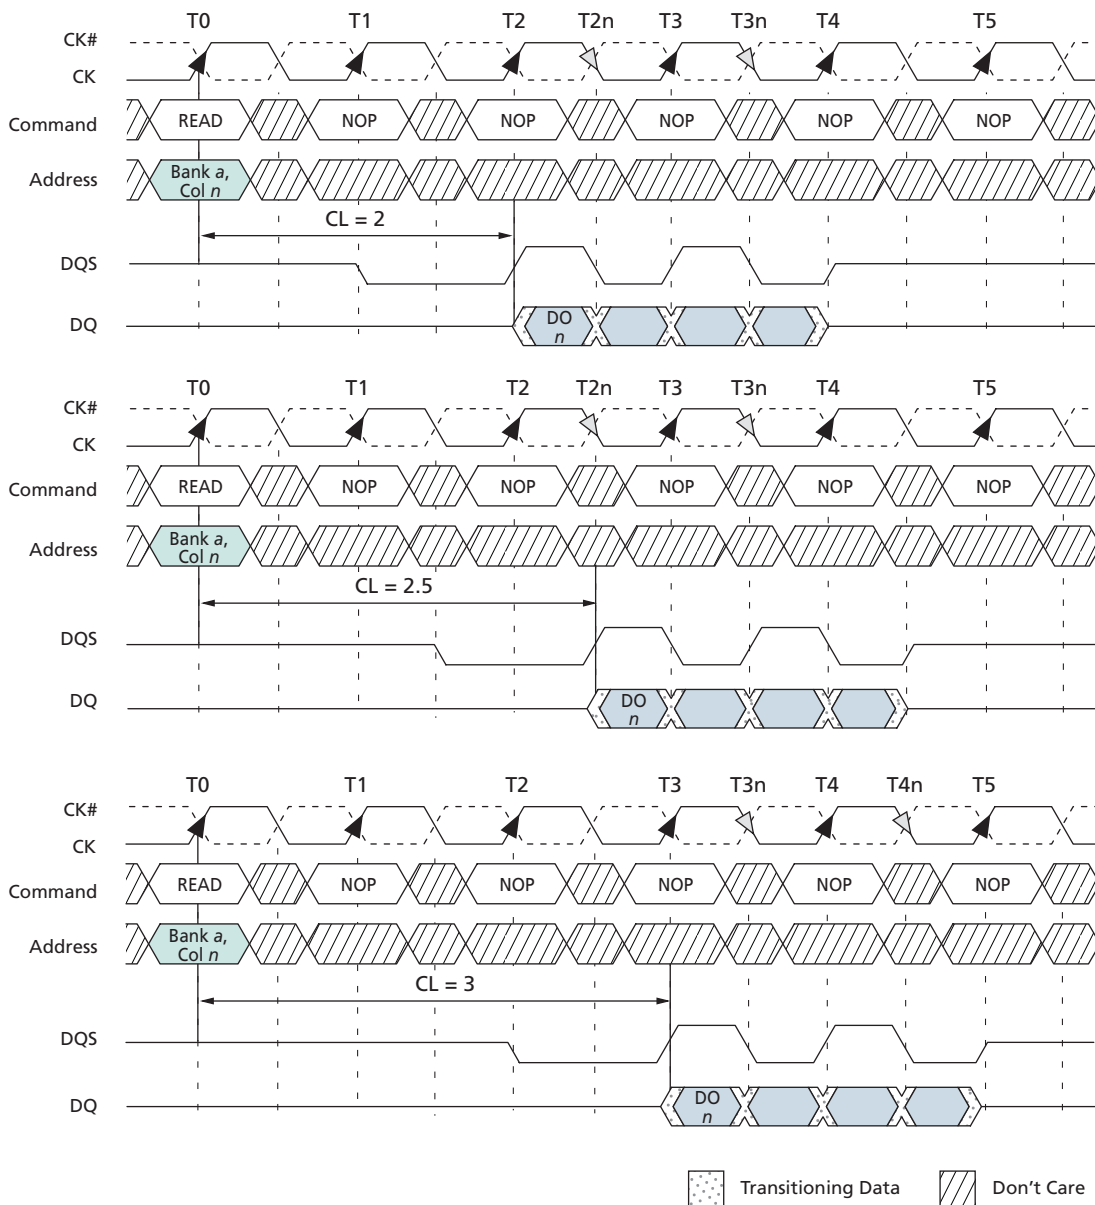 T0 T1 T2 T2n T3 T3n T4 T5
CK#
CK
Command READ NOP NOP NOP NOP NOP
Address Bank a,
Col n
CL = 2
DQS
DQ DO
n
T0 T1 T2 T2n T3 T3n T4 T5
CK#
CK
Command READ NOP NOP NOP NOP NOP
Address Bank a,
Col n
CL = 2.5
DQS
DQ DO
n
T0 T1 T2 T3 T3n T4 T4n T5
CK#
CK
Command READ NOP NOP NOP NOP NOP
Address Bank a,
Col n
CL = 3
DQS
DQ DO
n
Transitioning Data Don't Care